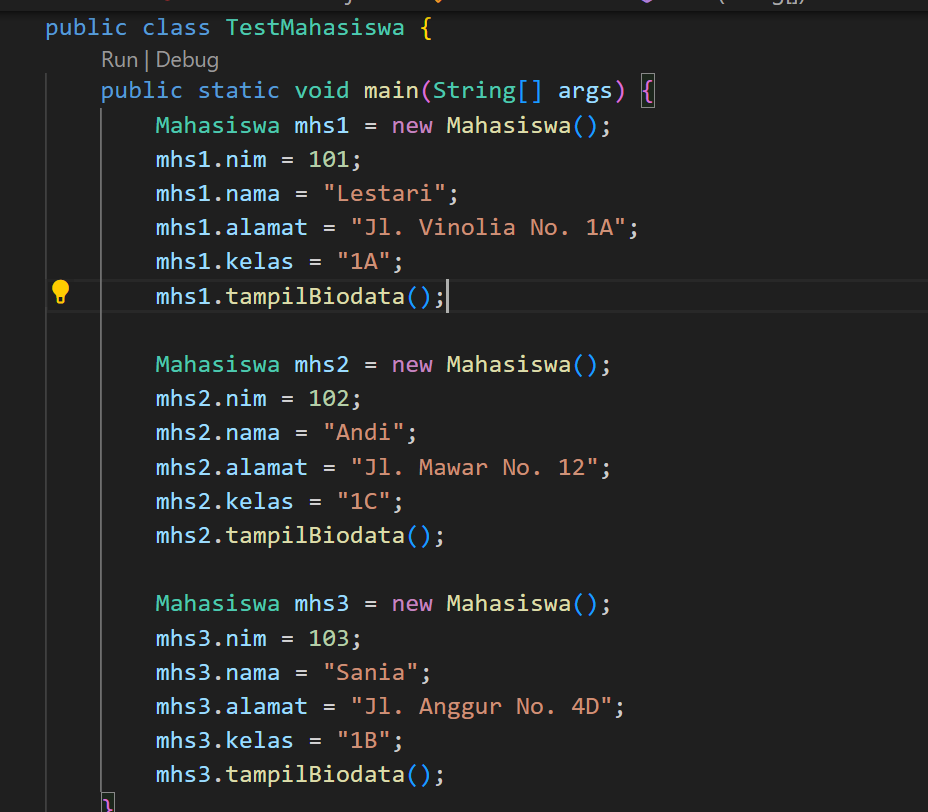 public class TestMahasiswa {
Run | Debug
public static void main(String[] args) {
Mahasiswa mhs1 = new Mahasiswa();
mhs1.nim = 101;
mhs1.nama = "Lestari";
mhs1.alamat = "Jl. Vinolia No. 1A";
mhs1.kelas = "1A";
mhs1.tampilBiodata();
Mahasiswa mhs2 = new Mahasiswa();
mhs2.nim = 102;
mhs2.nama = "Andi";
mhs2.alamat = "Jl. Mawar No. 12";
mhs2.kelas = "1C";
mhs2.tampilBiodata();
Mahasiswa mhs3 = new Mahasiswa();
mhs3.nim = 103;
mhs3.nama = "Sania";
mhs3.alamat = "Jl. Anggur No. 4D";
mhs3.kelas = "1B";
mhs3.tampilBiodata();
}